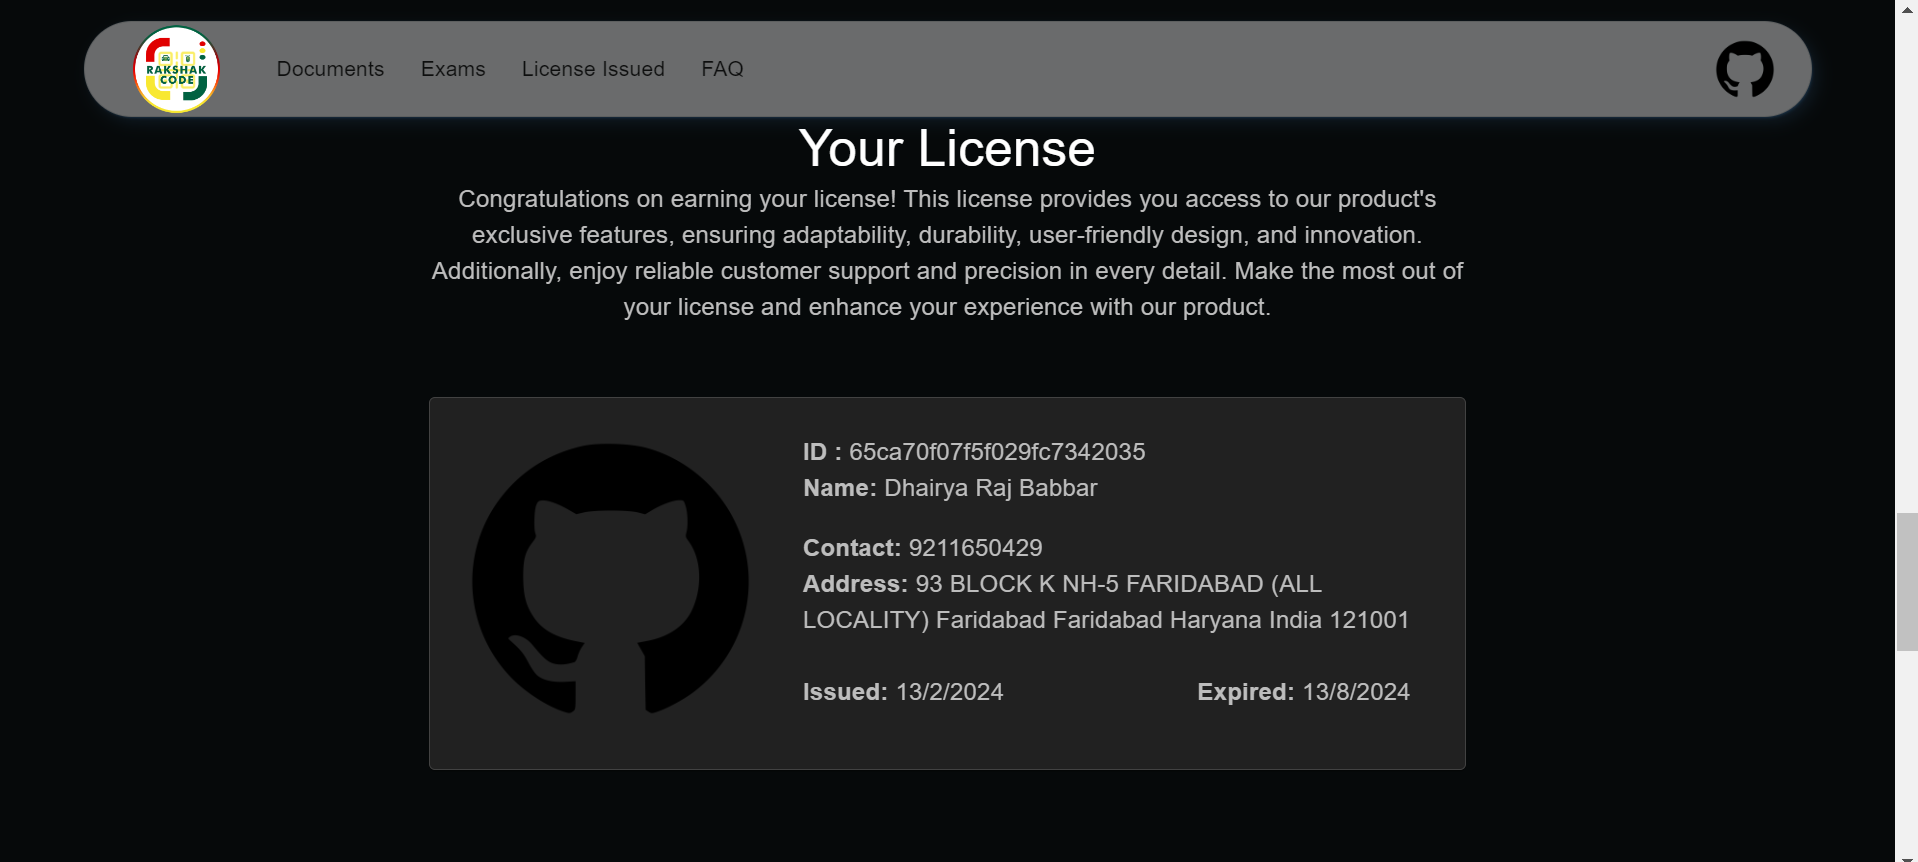 RAKSHAK
CODE
Documents Exams License Issued FAQ
Your License
Congratulations on earning your license! This license provides you access to our product's
exclusive features, ensuring adaptability, durability, user-friendly design, and innovation.
Additionally, enjoy reliable customer support and precision in every detail. Make the most out of
your license and enhance your experience with our product.
ID : 65ca70f07f5f029fc7342035
Name: Dhairya Raj Babbar
Contact: 9211650429
Address: 93 BLOCK K NH-5 FARIDABAD (ALL
LOCALITY) Faridabad Faridabad Haryana India 121001
Issued: 13/2/2024 Expired: 13/8/2024